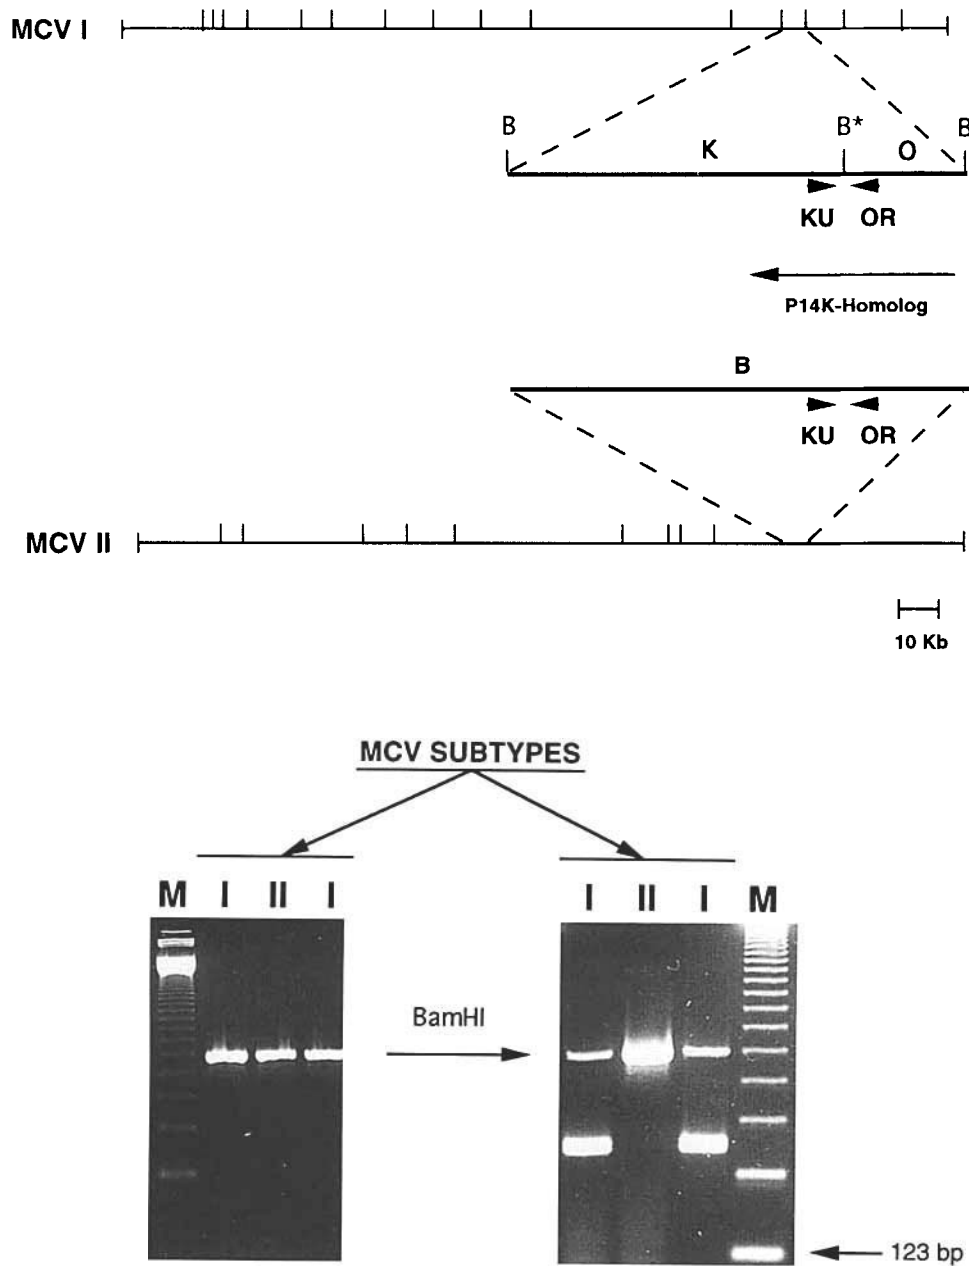 MCV I
B B* B
K O
KU OR
P14K-Homolog
B
KU OR
MCV II
10 Kb
MCV SUBTYPES
M I II I
I II I M
BamHI
123 bp